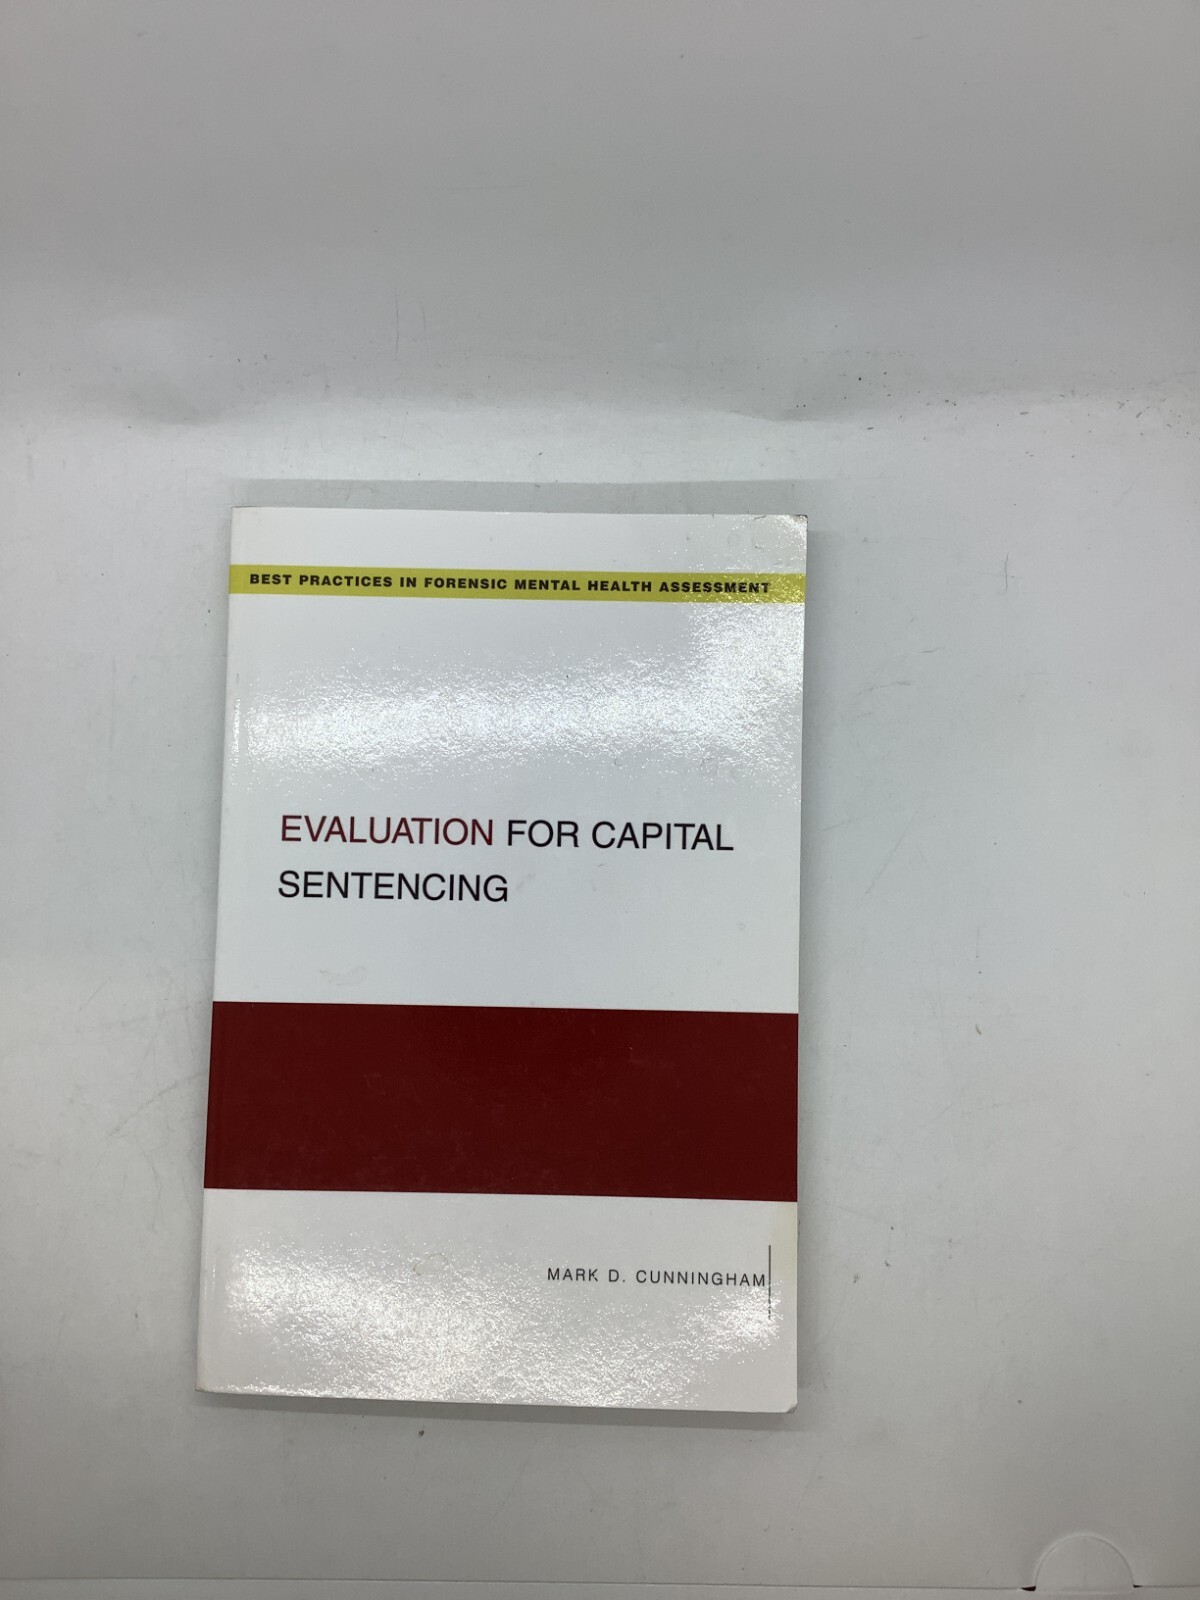 BEST PRACTICES IN FORENSIC MENTAL HEALTH ASSESSMENT
EVALUATION FOR CAPITAL
SENTENCING
MARK D. CUNNINGHAM